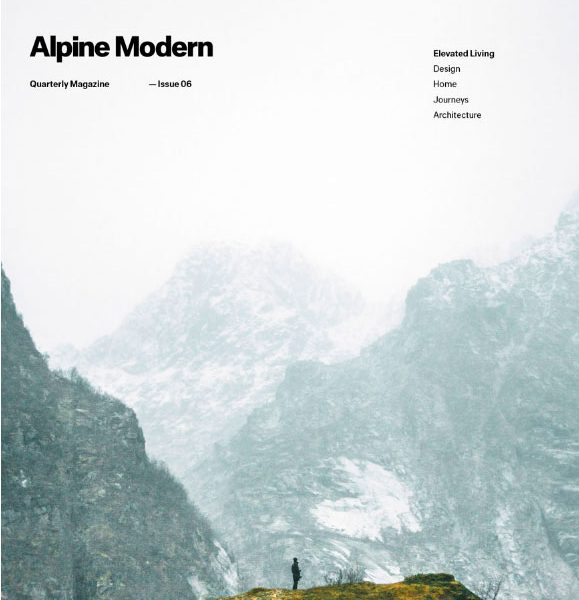 Alpine Modern
Quarterly Magazine — Issue 06
Elevated Living
Design
Home
Journeys
Architecture